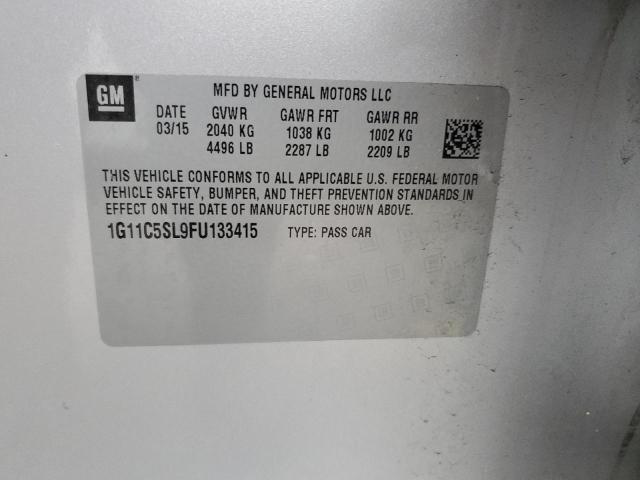 GM
MFD BY GENERAL MOTORS LLC
DATE GVWR GAWR FRT GAWR RR
03/15 2040 KG 1038 KG 1002 KG
4496 LB 2287 LB 2209 LB
THIS VEHICLE CONFORMS TO ALL APPLICABLE U.S. FEDERAL MOTOR
VEHICLE SAFETY, BUMPER, AND THEFT PREVENTION STANDARDS IN
EFFECT ON THE DATE OF MANUFACTURE SHOWN ABOVE.
1G11C5SL9FU133415 TYPE: PASS CAR